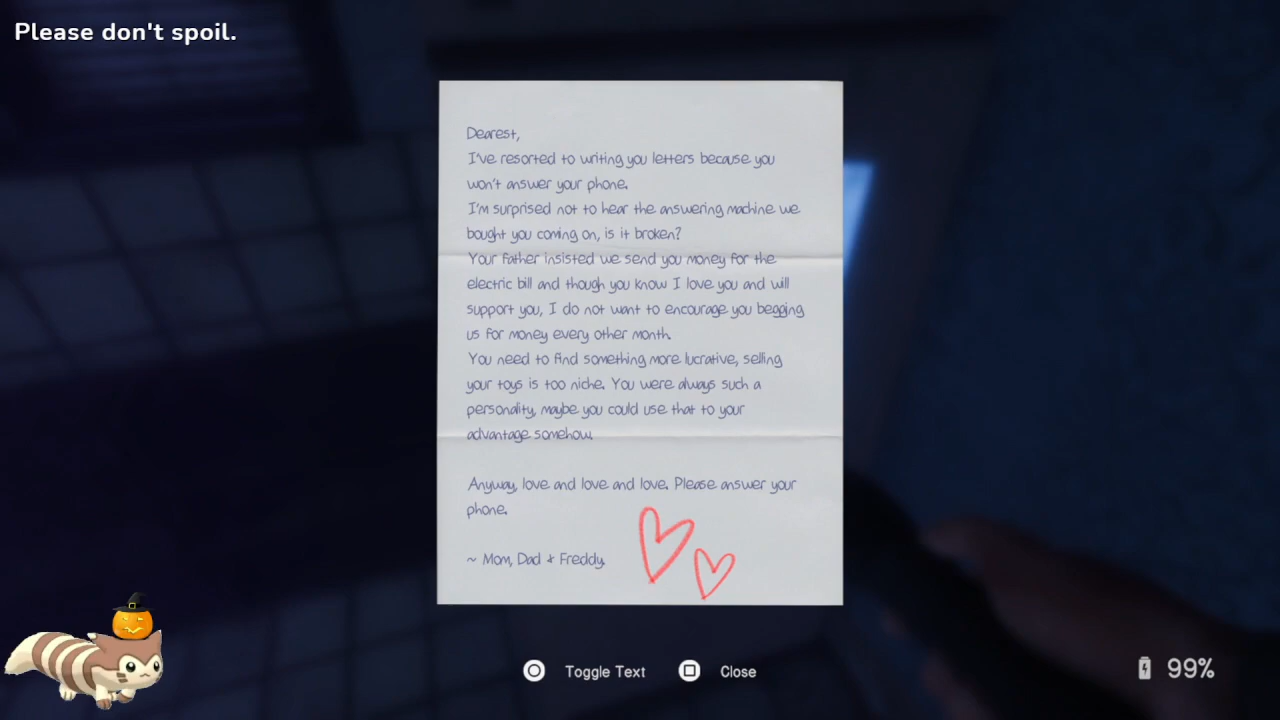 Please don't spoil.
Dearest,
I've resorted to writing you letters because you
won't answer your phone.
I'm surprised not to hear the answering machine we
bought you coming on, is it broken?
Your father insisted we send you money for the
electric bill and though you know I love you and will
support you, I do not want to encourage you begging
us for money every other month.
You need to find something more lucrative, selling
your toys is too niche. You were always such a
personality, maybe you could use that to your
advantage somehow.
Anyway, love and love and love. Please answer your
phone.
~ Mom, Dad + Freddy.
Toggle Text
Close
99%